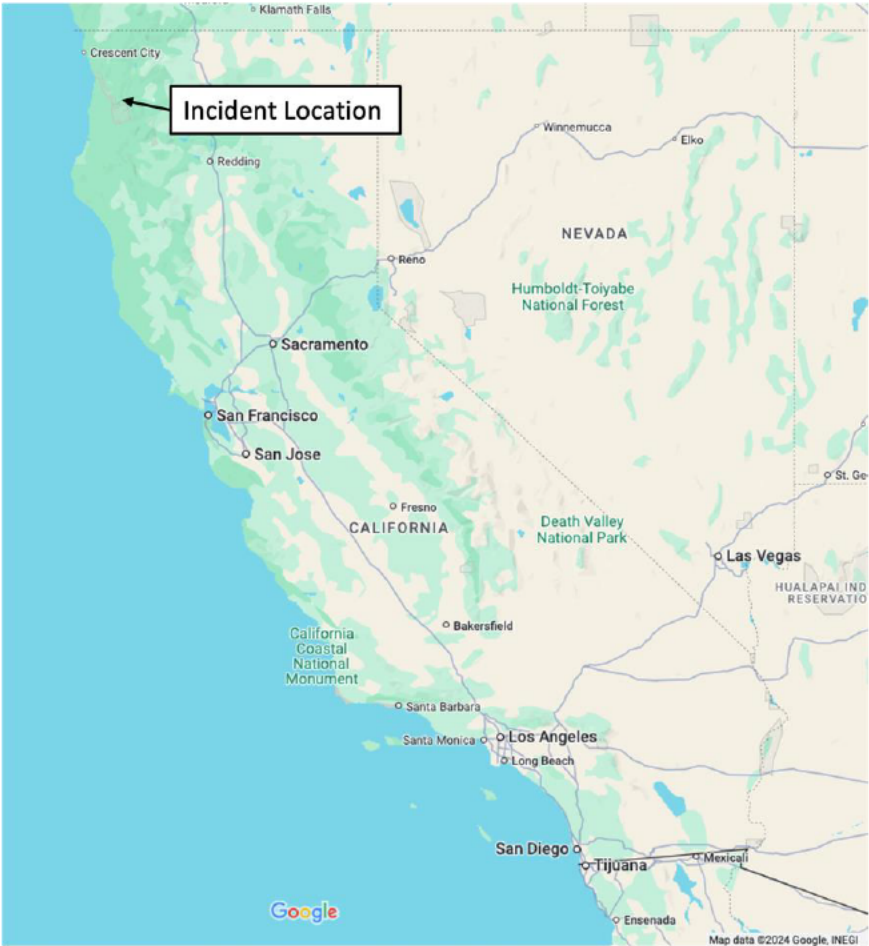 Klamath Falls
Crescent City
Incident Location
Redding
Winnemucca
Elko
NEVADA
Reno
Humboldt-Toiyabe
National Forest
Sacramento
San Francisco
San Jose
St. Ge
Fresno
CALIFORNIA
Death Valley
National Park
Las Vegas
HUALAPAI IND
RESERVATIO
Bakersfield
California
Coastal
National
Monument
Santa Barbara
Santa Monica
Los Angeles
Long Beach
San Diego
Tijuana
Mexicali
Ensenada
Google
Map data ©2024 Google, INEGI